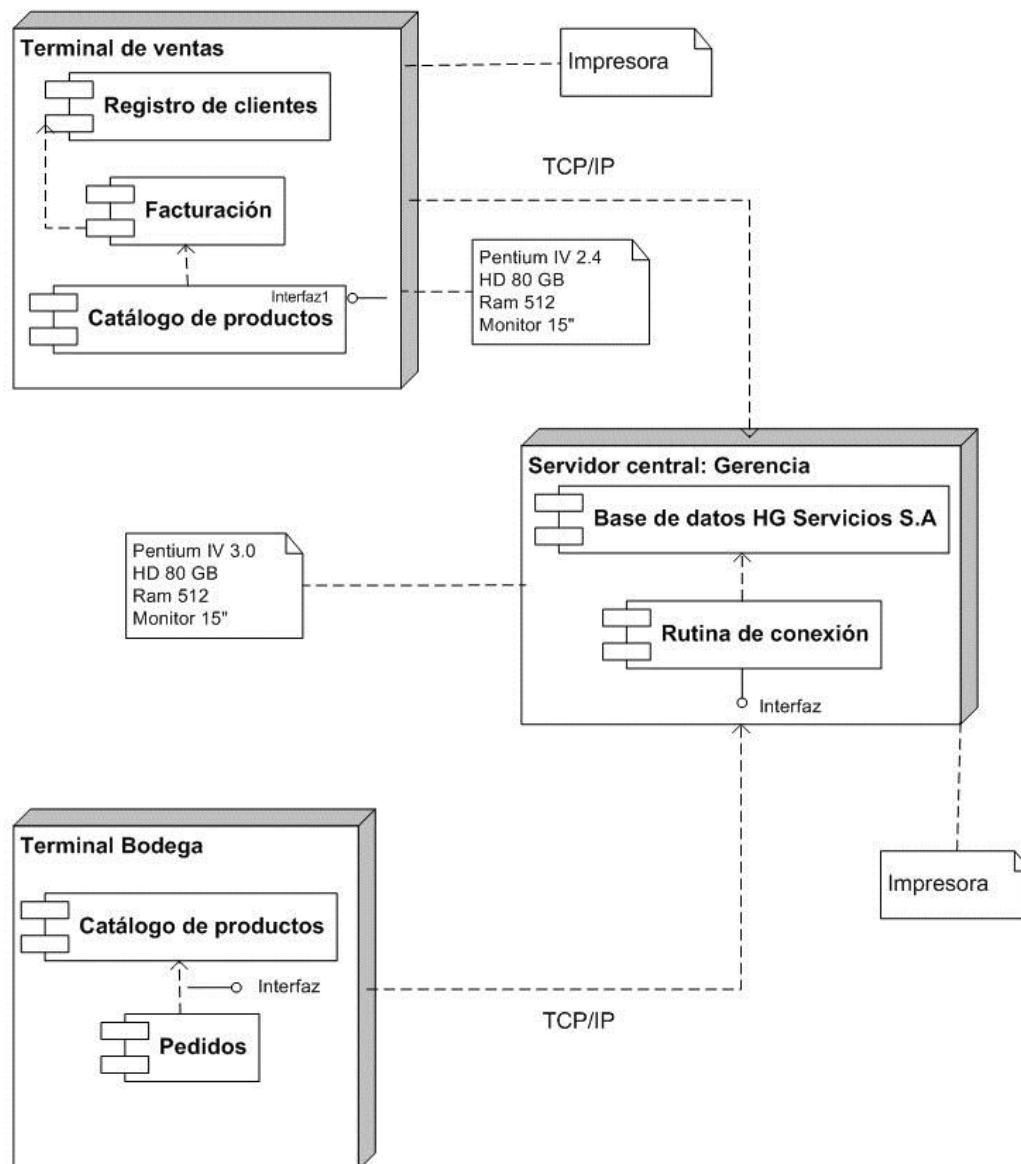 Terminal de ventas
Impresora
Registro de clientes
TCP/IP
Facturación
Pentium IV 2.4
HD 80 GB
Ram 512
Monitor 15"
Interfaz1
Catálogo de productos
Servidor central: Gerencia
Base de datos HG Servicios S.A
Pentium IV 3.0
HD 80 GB
Ram 512
Monitor 15"
Rutina de conexión
Interfaz
Terminal Bodega
Impresora
Catálogo de productos
Interfaz
TCP/IP
Pedidos